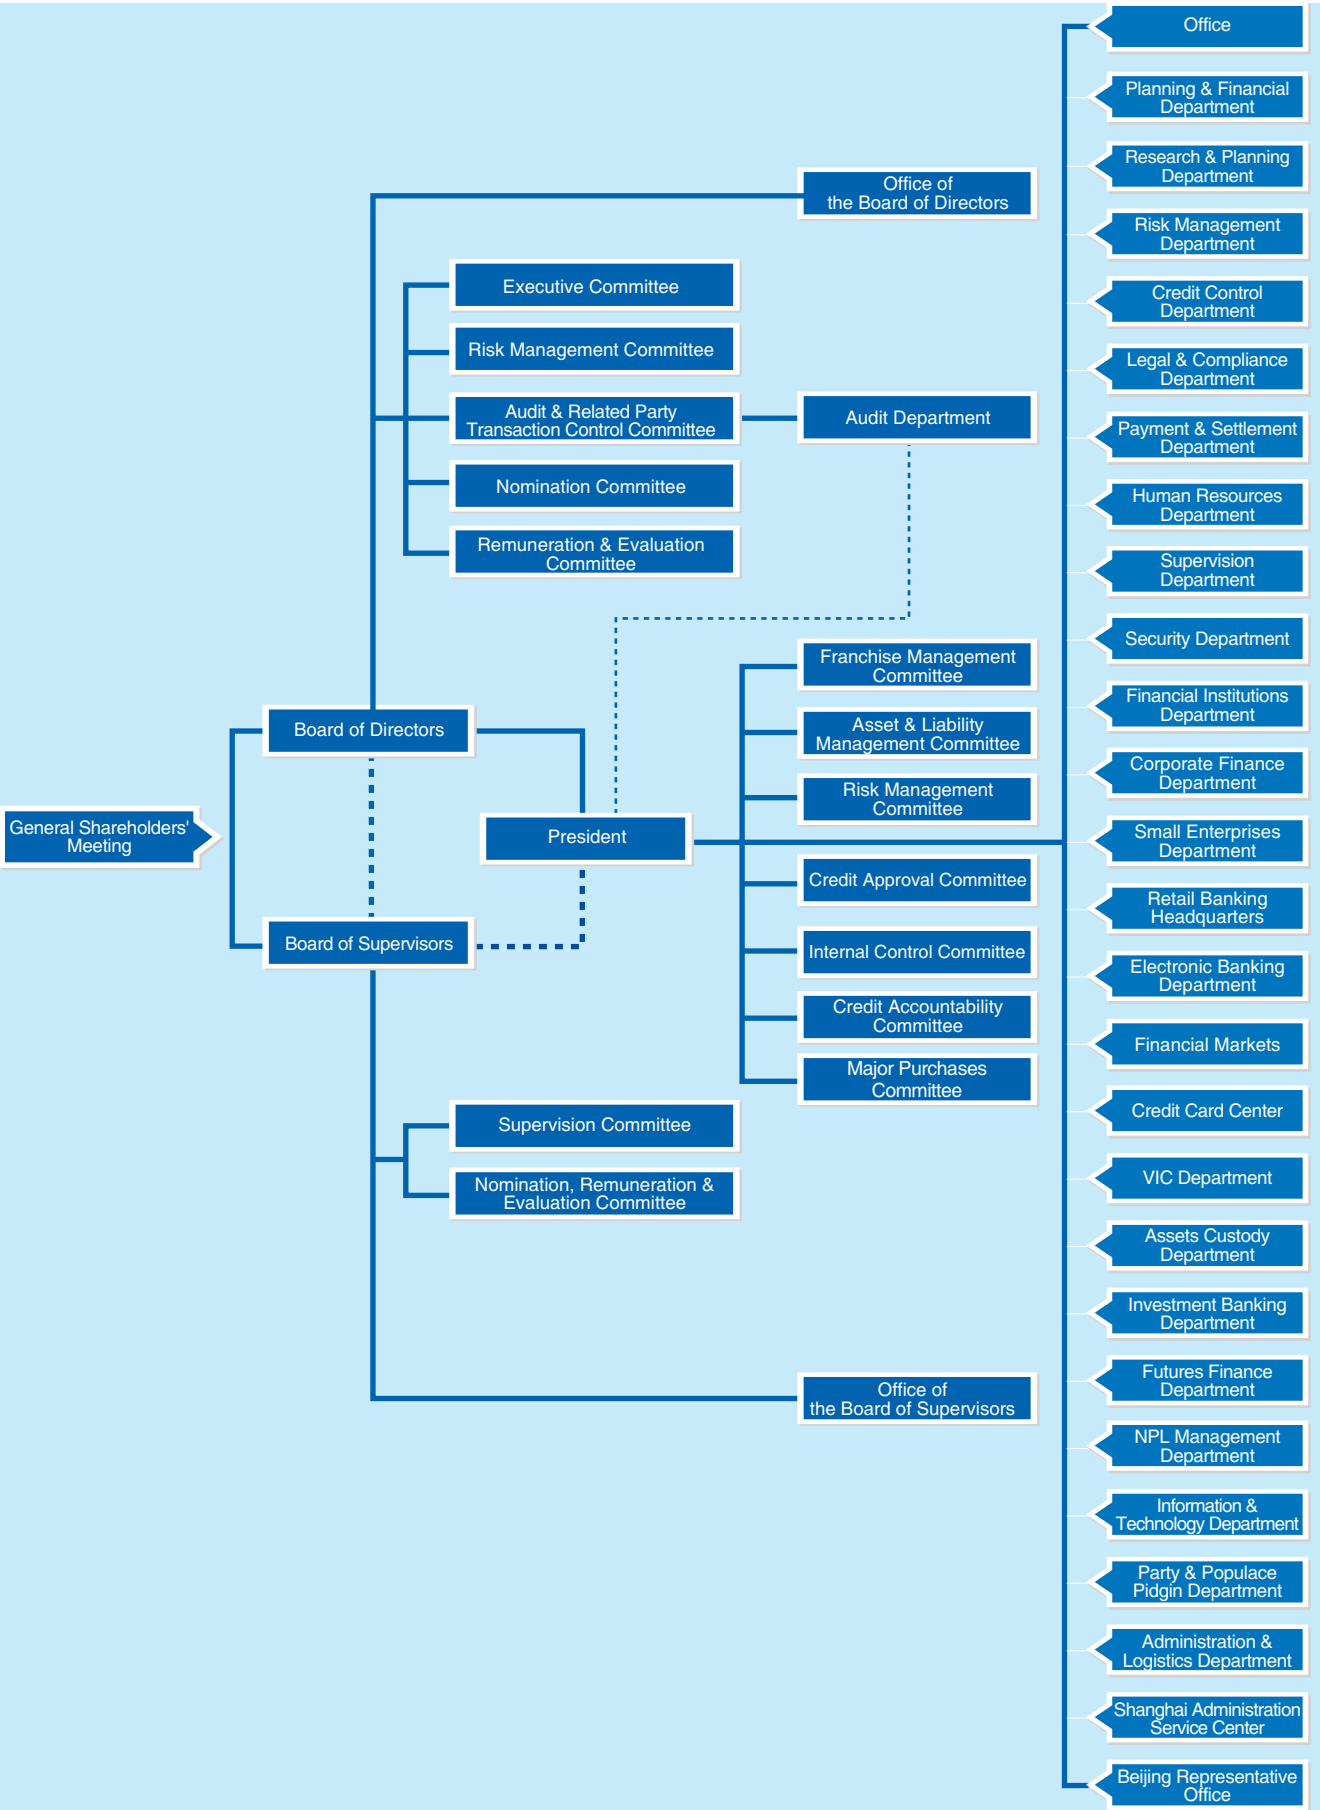 General Shareholders'
Meeting
Board of Directors
Board of Supervisors
President
Office of
the Board of Directors
Executive Committee
Risk Management Committee
Audit & Related Party
Transaction Control Committee
Nomination Committee
Remuneration & Evaluation
Committee
Audit Department
Franchise Management
Committee
Asset & Liability
Management Committee
Risk Management
Committee
Credit Approval Committee
Internal Control Committee
Credit Accountability
Committee
Major Purchases
Committee
Supervision Committee
Nomination, Remuneration &
Evaluation Committee
Office of
the Board of Supervisors
Office
Planning & Financial
Department
Research & Planning
Department
Risk Management
Department
Credit Control
Department
Legal & Compliance
Department
Payment & Settlement
Department
Human Resources
Department
Supervision
Department
Security Department
Financial Institutions
Department
Corporate Finance
Department
Small Enterprises
Department
Retail Banking
Headquarters
Electronic Banking
Department
Financial Markets
Credit Card Center
VIC Department
Assets Custody
Department
Investment Banking
Department
Futures Finance
Department
NPL Management
Department
Information &
Technology Department
Party & Populace
Pidgin Department
Administration &
Logistics Department
Shanghai Administration
Service Center
Beijing Representative
Office